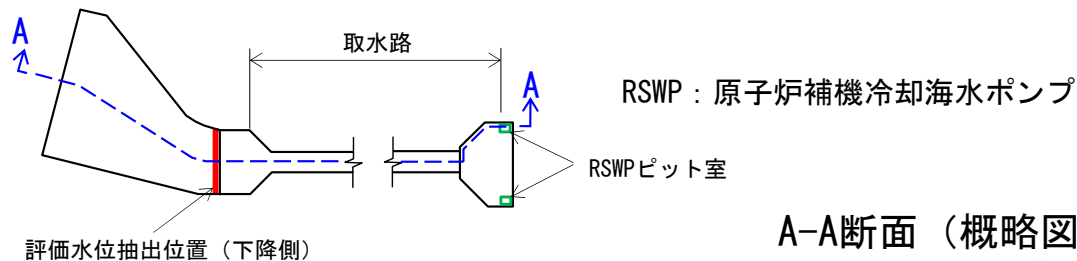 A
取水路
A
RSWP：原子炉補機冷却海水ポンプ
RSWPピット室
評価水位抽出位置（下降側）
A-A断面（概略図